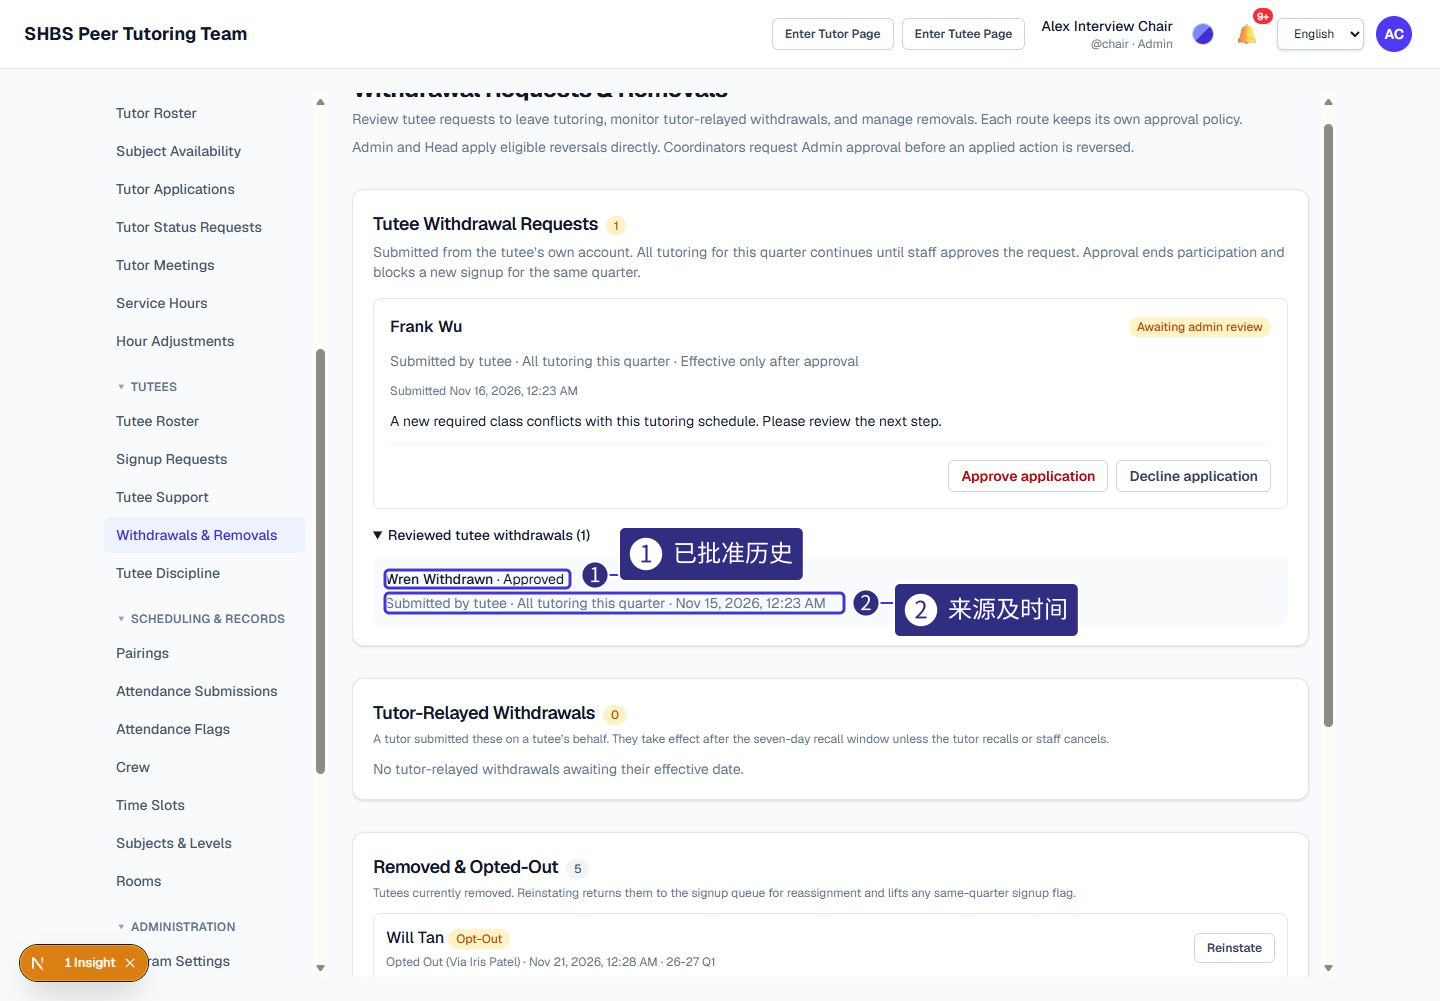 SHBS Peer Tutoring Team
Enter Tutor Page
Enter Tutee Page
Alex Interview Chair
@chair · Admin
9+
English
AC
Tutor Roster
Subject Availability
Tutor Applications
Tutor Status Requests
Tutor Meetings
Service Hours
Hour Adjustments
TUTEES
Tutee Roster
Signup Requests
Tutee Support
Withdrawals & Removals
Tutee Discipline
SCHEDULING & RECORDS
Pairings
Attendance Submissions
Attendance Flags
Crew
Time Slots
Subjects & Levels
Rooms
ADMINISTRATION
ram Settings
1 Insight
Withdrawal Requests & Removals
Review tutee requests to leave tutoring, monitor tutor-relayed withdrawals, and manage removals. Each route keeps its own approval policy.
Admin and Head apply eligible reversals directly. Coordinators request Admin approval before an applied action is reversed.
Tutee Withdrawal Requests 1
Submitted from the tutee's own account. All tutoring for this quarter continues until staff approves the request. Approval ends participation and
blocks a new signup for the same quarter.
Frank Wu
Awaiting admin review
Submitted by tutee · All tutoring this quarter · Effective only after approval
Submitted Nov 16, 2026, 12:23 AM
A new required class conflicts with this tutoring schedule. Please review the next step.
Approve application
Decline application
▼ Reviewed tutee withdrawals (1)
Wren Withdrawn · Approved
1
1 已批准历史
Submitted by tutee · All tutoring this quarter · Nov 15, 2026, 12:23 AM
2
2 来源及时间
Tutor-Relayed Withdrawals 0
A tutor submitted these on a tutee's behalf. They take effect after the seven-day recall window unless the tutor recalls or staff cancels.
No tutor-relayed withdrawals awaiting their effective date.
Removed & Opted-Out 5
Tutees currently removed. Reinstating returns them to the signup queue for reassignment and lifts any same-quarter signup flag.
Will Tan Opt-Out
Opted Out (Via Iris Patel) · Nov 21, 2026, 12:28 AM · 26-27 Q1
Reinstate